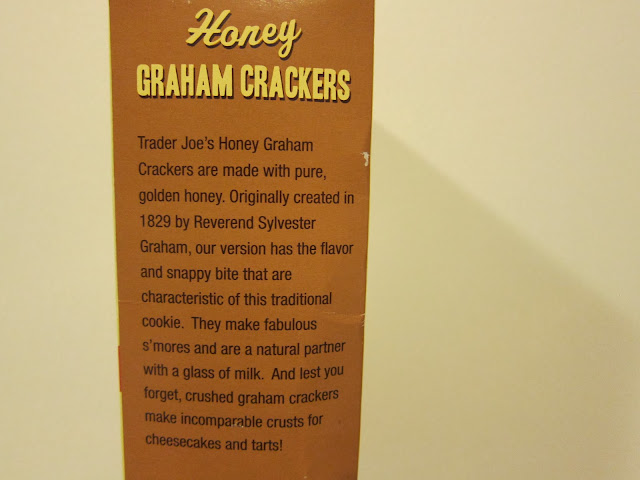 Honey
GRAHAM CRACKERS
Trader Joe's Honey Graham
Crackers are made with pure,
golden honey. Originally created in
1829 by Reverend Sylvester
Graham, our version has the flavor
and snappy bite that are
characteristic of this traditional
cookie. They make fabulous
s'mores and are a natural partner
with a glass of milk. And lest you
forget, crushed graham crackers
make incomparable crusts for
cheesecakes and tarts!